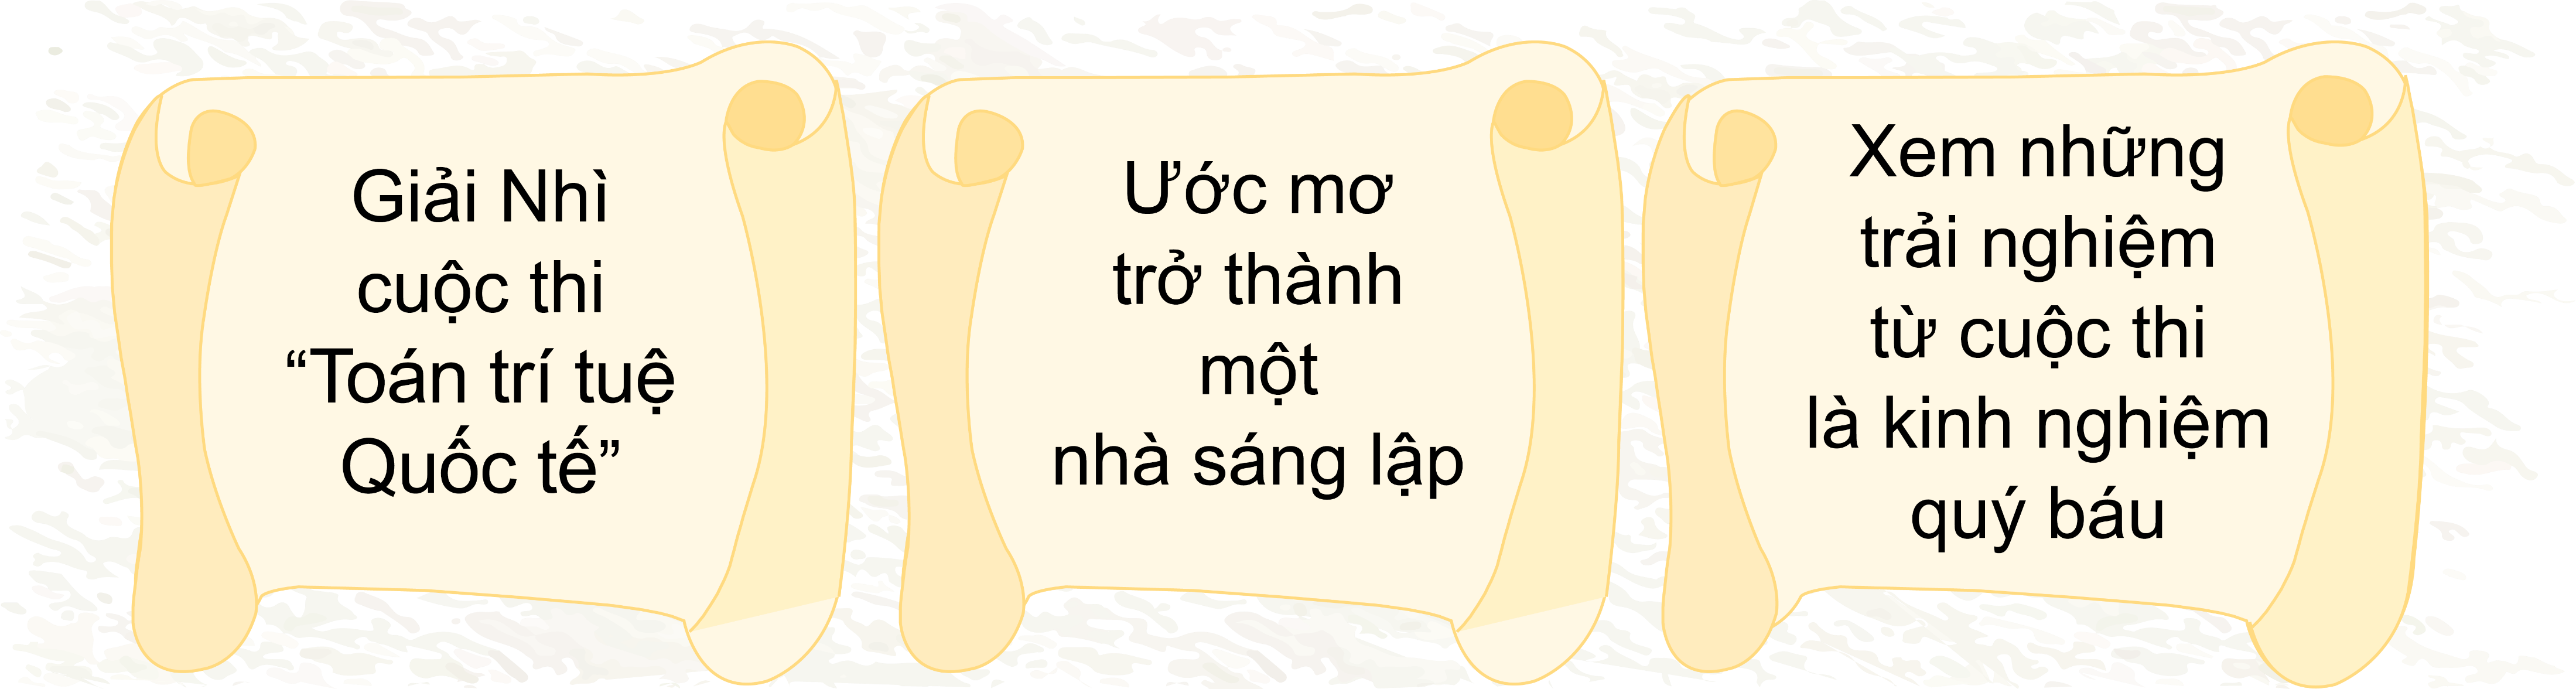 Giải Nhì
cuộc thi
“Toán trí tuệ
Quốc tế”
Ước mơ
trở thành
một
nhà sáng lập
Xem những
trải nghiệm
từ cuộc thi
là kinh nghiệm
quý báu